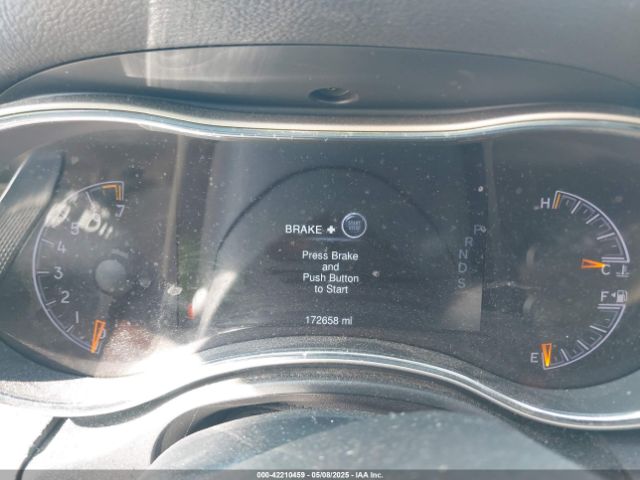 7
5
4
3
2
1
0
BRAKE + START STOP
Press Brake
and
Push Button
to Start
172658 mi
P
R
N
D
S
H
C
F
E
000-42210459 - 05/08/2025 - IAA Inc.